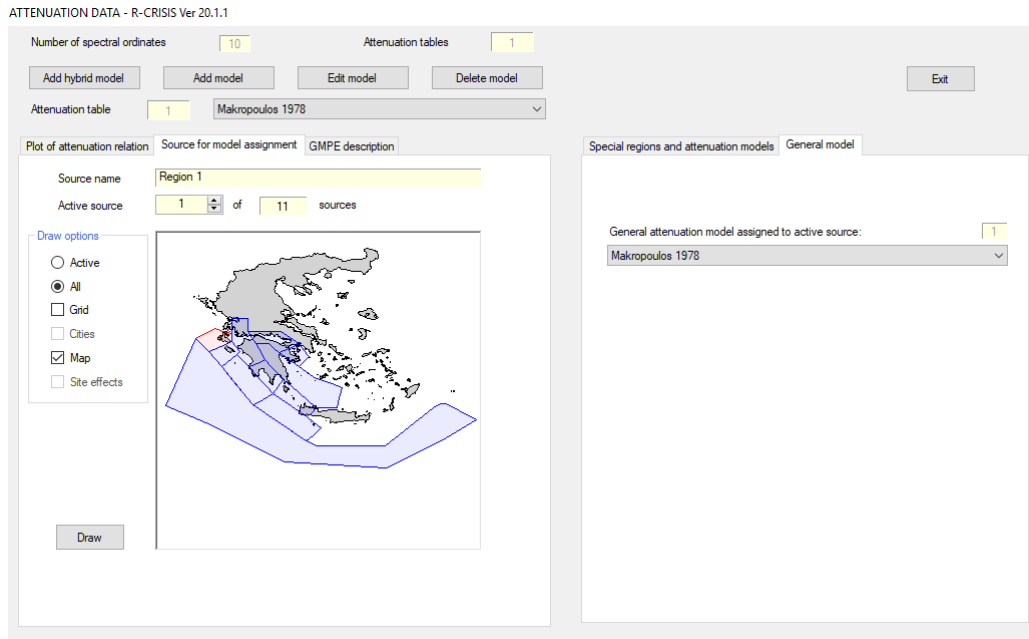 ATTENUATION DATA - R-CRISIS Ver 20.1.1
Number of spectral ordinates 10 Attenuation tables 1
Add hybrid model Add model Edit model Delete model Exit
Attenuation table 1 Makropoulos 1978
Plot of attenuation relation Source for model assignment GMPE description
Source name Region 1
Active source 1 of 11 sources
Draw options
Active
All
Grid
Cities
Map
Site effects
Draw
Special regions and attenuation models General model
General attenuation model assigned to active source: 1
Makropoulos 1978